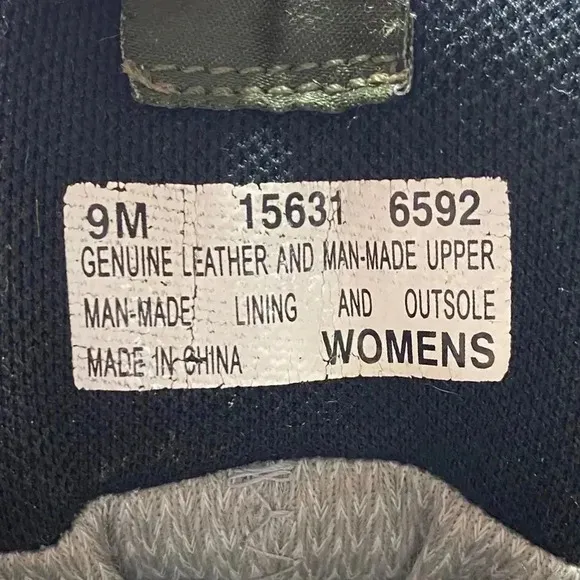 9M 15631 6592
GENUINE LEATHER AND MAN-MADE UPPER
MAN-MADE LINING AND OUTSOLE
MADE IN CHINA WOMENS